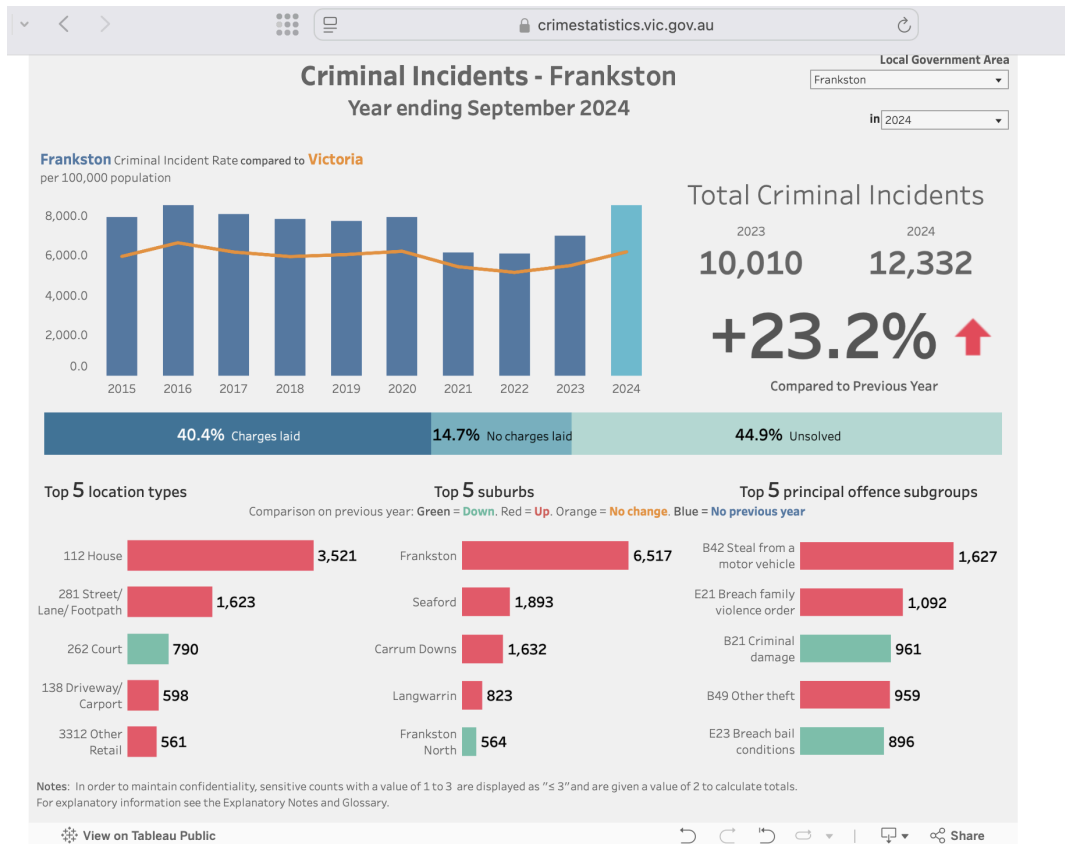 crimestatistics.vic.gov.au
Local Government Area
Criminal Incidents - Frankston
Frankston
Year ending September 2024
in 2024
Frankston Criminal Incident Rate compared to Victoria
per 100,000 population
8,000.0
6,000.0
4,000.0
2,000.0
0.0
2015 2016 2017 2018 2019 2020 2021 2022 2023 2024
Total Criminal Incidents
2023 2024
10,010 12,332
+23.2%
Compared to Previous Year
40.4% Charges laid 14.7% No charges laid 44.9% Unsolved
Top 5 location types
Top 5 suburbs
Top 5 principal offence subgroups
Comparison on previous year: Green = Down. Red = Up. Orange = No change. Blue = No previous year
112 House 3,521
281 Street/
Lane/ Footpath 1,623
262 Court 790
138 Driveway/
Carport 598
3312 Other
Retail 561
Frankston 6,517
Seaford 1,893
Carrum Downs 1,632
Langwarrin 823
Frankston
North 564
B42 Steal from a
motor vehicle 1,627
E21 Breach family
violence order 1,092
B21 Criminal
damage 961
B49 Other theft 959
E23 Breach bail
conditions 896
Notes: In order to maintain confidentiality, sensitive counts with a value of 1 to 3 are displayed as "≤ 3"and are given a value of 2 to calculate totals.
For explanatory information see the Explanatory Notes and Glossary.
View on Tableau Public
Share